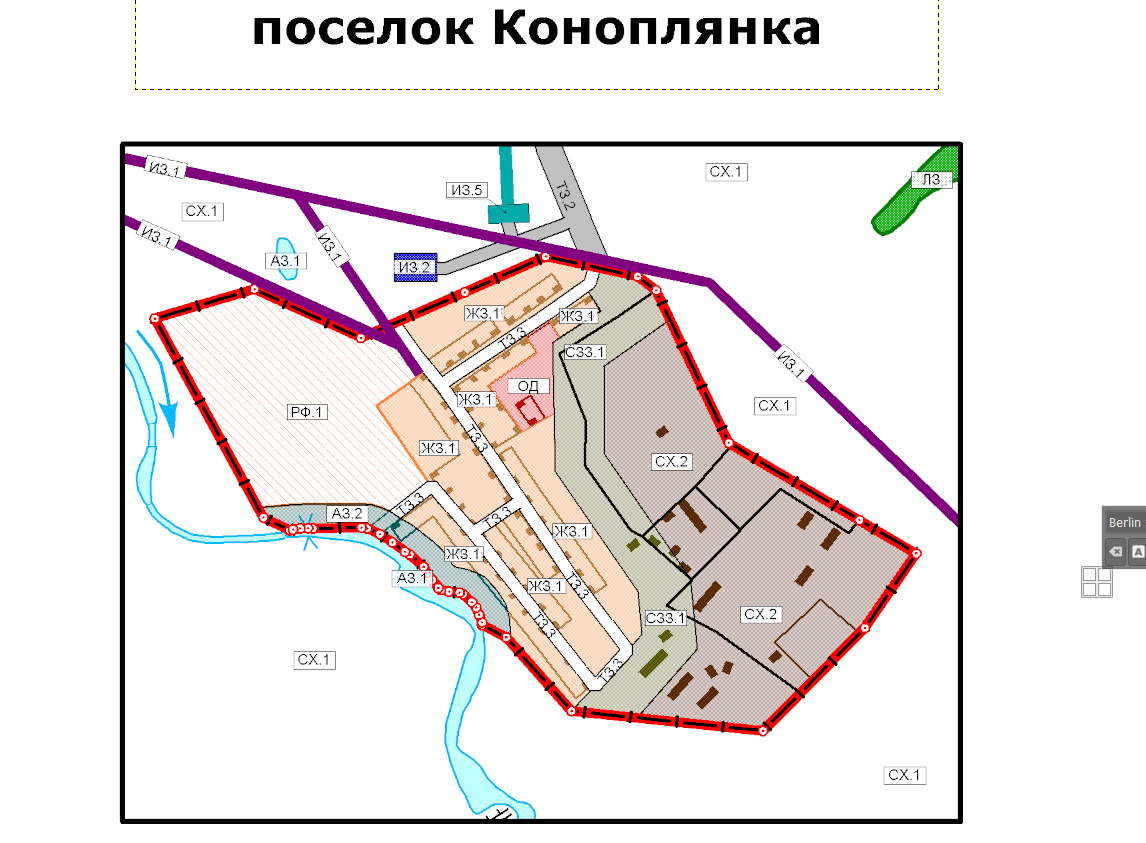 поселок Коноплянка
ИЗ.1
СХ.1
ЛЗ
ИЗ.5
ТЗ.2
СХ.1
ИЗ.1
ИЗ.1
АЗ.1
ИЗ.2
ЖЗ.1
ЖЗ.1
ТЗ.3
СЗЗ.1
ИЗ.1
ОД
ЖЗ.1
СХ.1
РФ.1
ТЗ.3
ЖЗ.1
СХ.2
ТЗ.3
АЗ.2
ТЗ.3
Berlin
ЖЗ.1
ЖЗ.1
АЗ.1
ЖЗ.1
ТЗ.3
СХ.2
СЗЗ.1
ТЗ.3
СХ.1
ТЗ.3
СХ.1
A